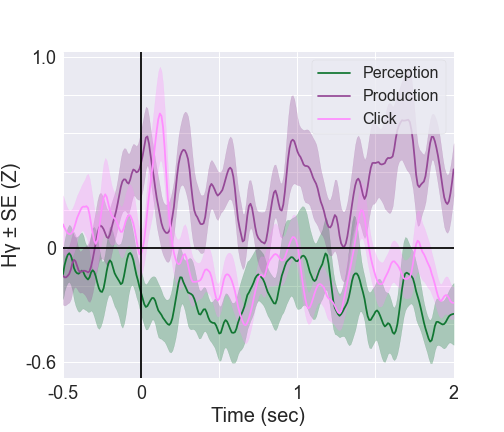 1.0
Perception
Production
Click
Hγ ± SE (Z)
0
-0.6
-0.5 0 1 2
Time (sec)